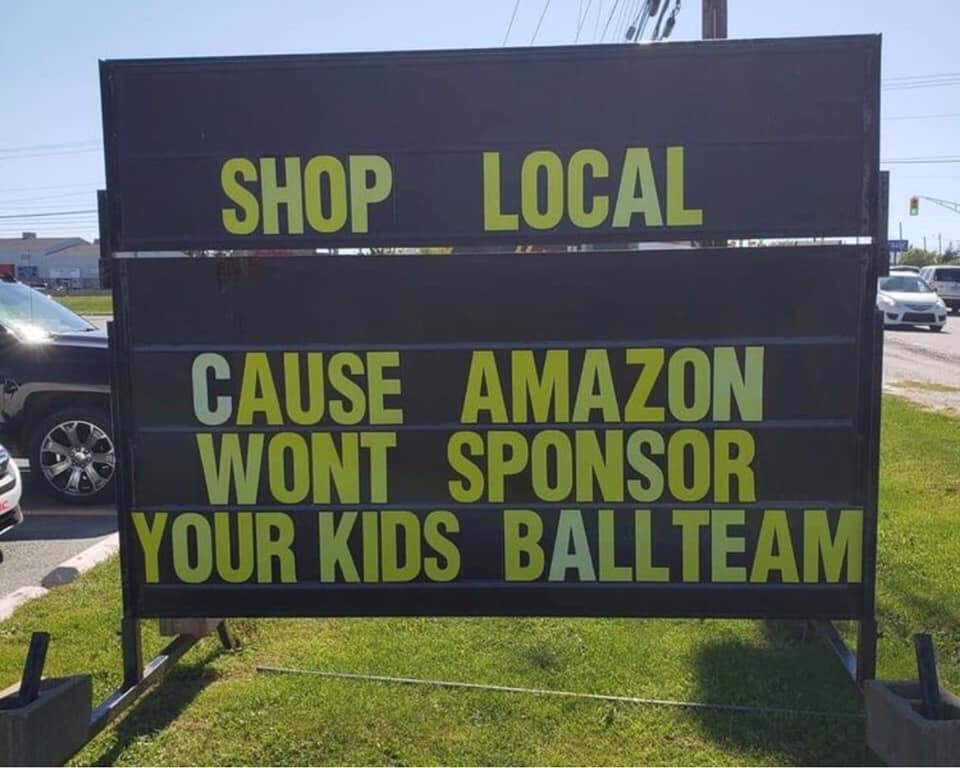 SHOP LOCAL
CAUSE AMAZON
WONT SPONSOR
YOUR KIDS BALLTEAM